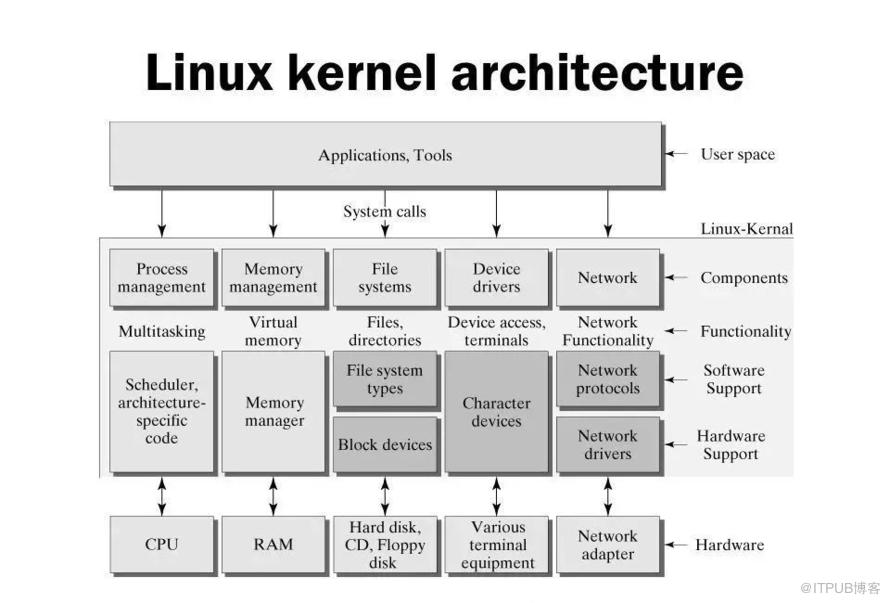 Linux kernel architecture
Applications, Tools
User space
System calls
Linux-Kernal
Process
management
Memory
management
File
systems
Device
drivers
Network
Components
Multitasking
Virtual
memory
Files,
directories
Device access,
terminals
Network
Functionality
Functionality
Scheduler,
architecture-
specific
code
Memory
manager
File system
types
Block devices
Character
devices
Network
protocols
Network
drivers
Software
Support
Hardware
Support
CPU
RAM
Hard disk,
CD, Floppy
disk
Various
terminal
equipment
Network
adapter
Hardware
@ITPUB博客